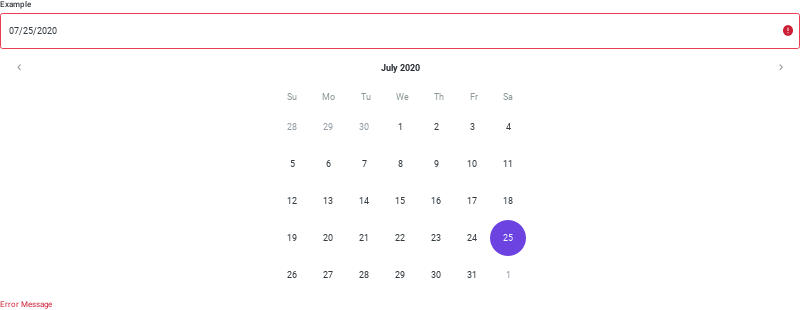 Example
07/25/2020
July 2020
Su Mo Tu We Th Fr Sa
28 29 30 1 2 3 4
5 6 7 8 9 10 11
12 13 14 15 16 17 18
19 20 21 22 23 24 25
26 27 28 29 30 31 1
Error Message